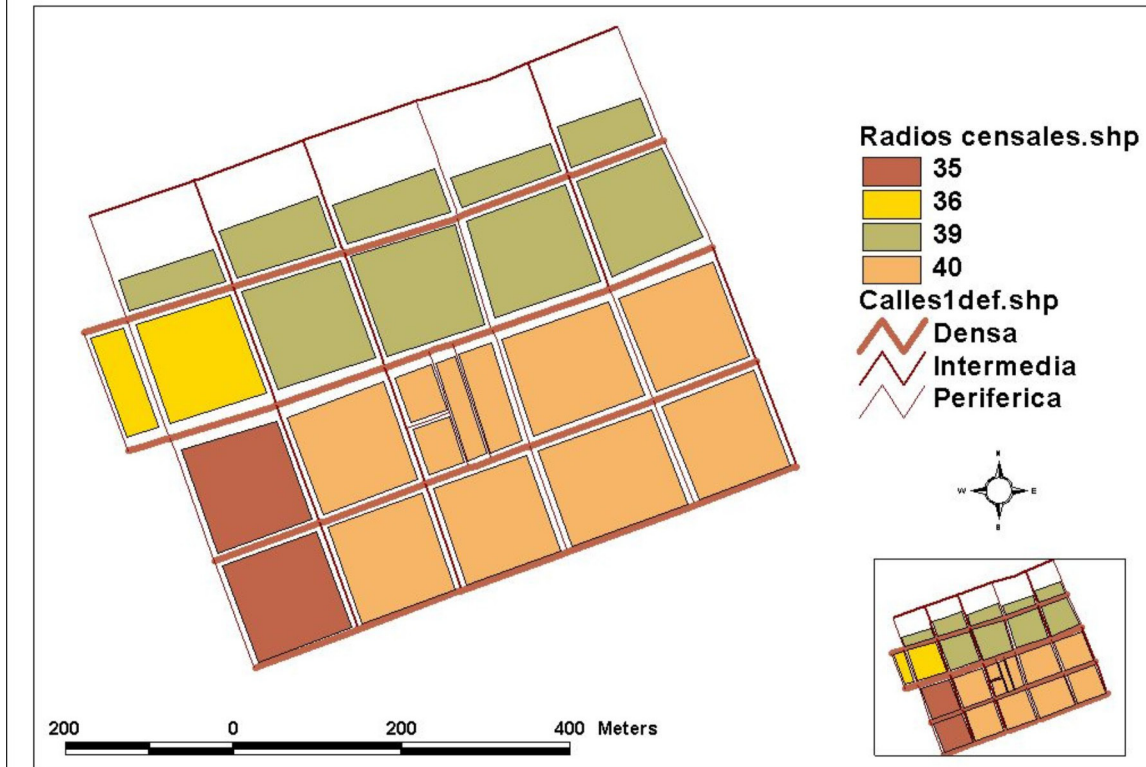 Radios censales.shp
35
36
39
40
Calles1def.shp
Densa
Intermedia
Periferica
N
W E
S
200 0 200 400 Meters